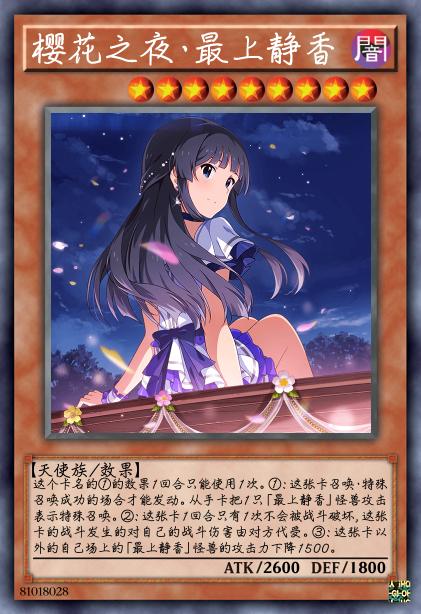 樱花之夜·最上静香
闇
【天使族/效果】
这个卡名的①的效果1回合只能使用1次。①:这张卡召唤·特殊
召唤成功的场合才能发动。从手卡把1只「最上静香」怪兽攻击
表示特殊召唤。②:这张卡1回合只有1次不会被战斗破坏,这张
卡的战斗发生的对自己的战斗伤害由对方代受。③:这张卡以
外的自己场上的「最上静香」怪兽的攻击力下降1500。
ATK/2600 DEF/1800
81018028